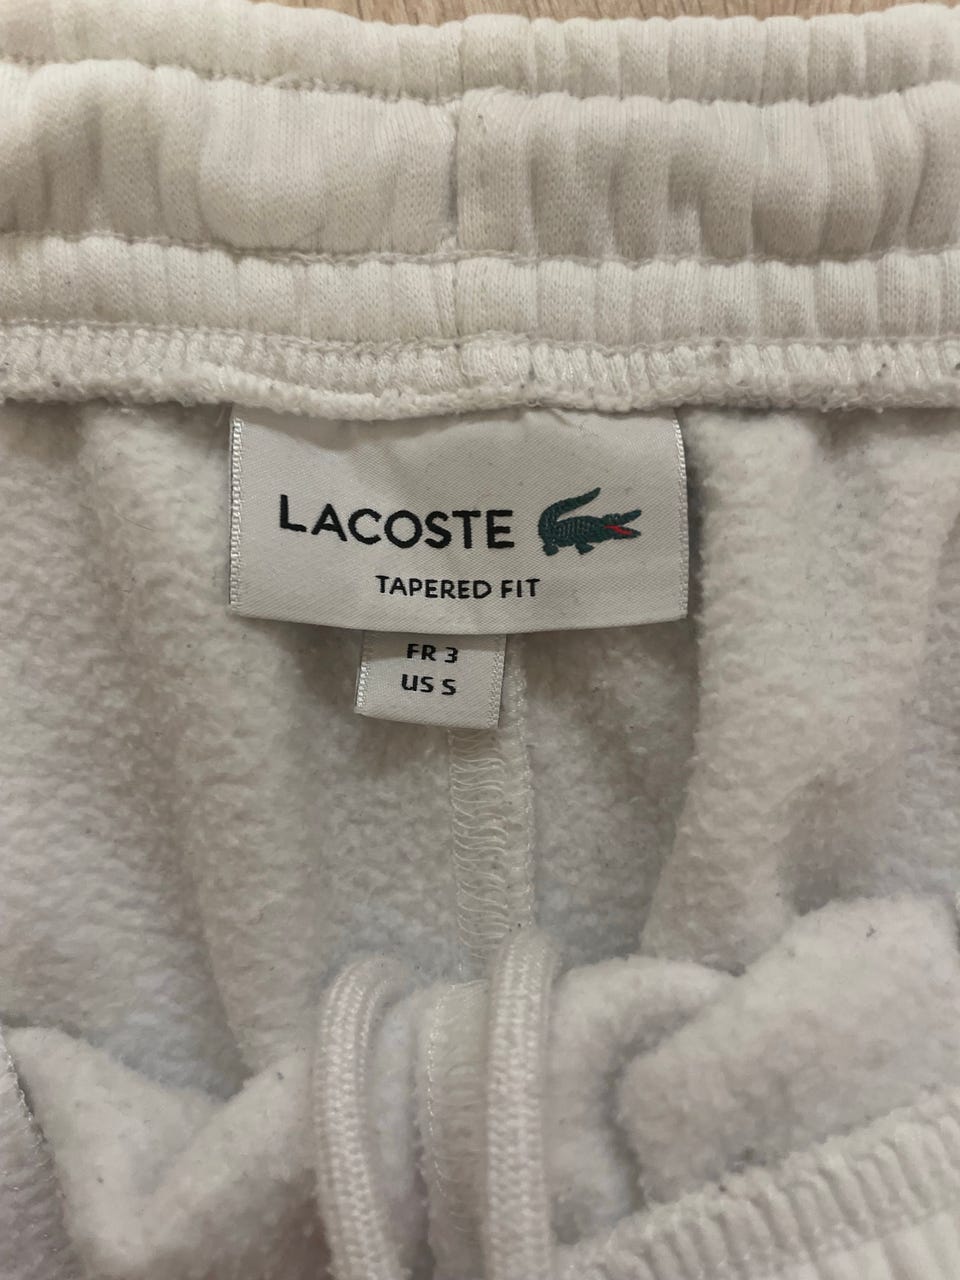 LACOSTE
TAPERED FIT
FR 3
US S